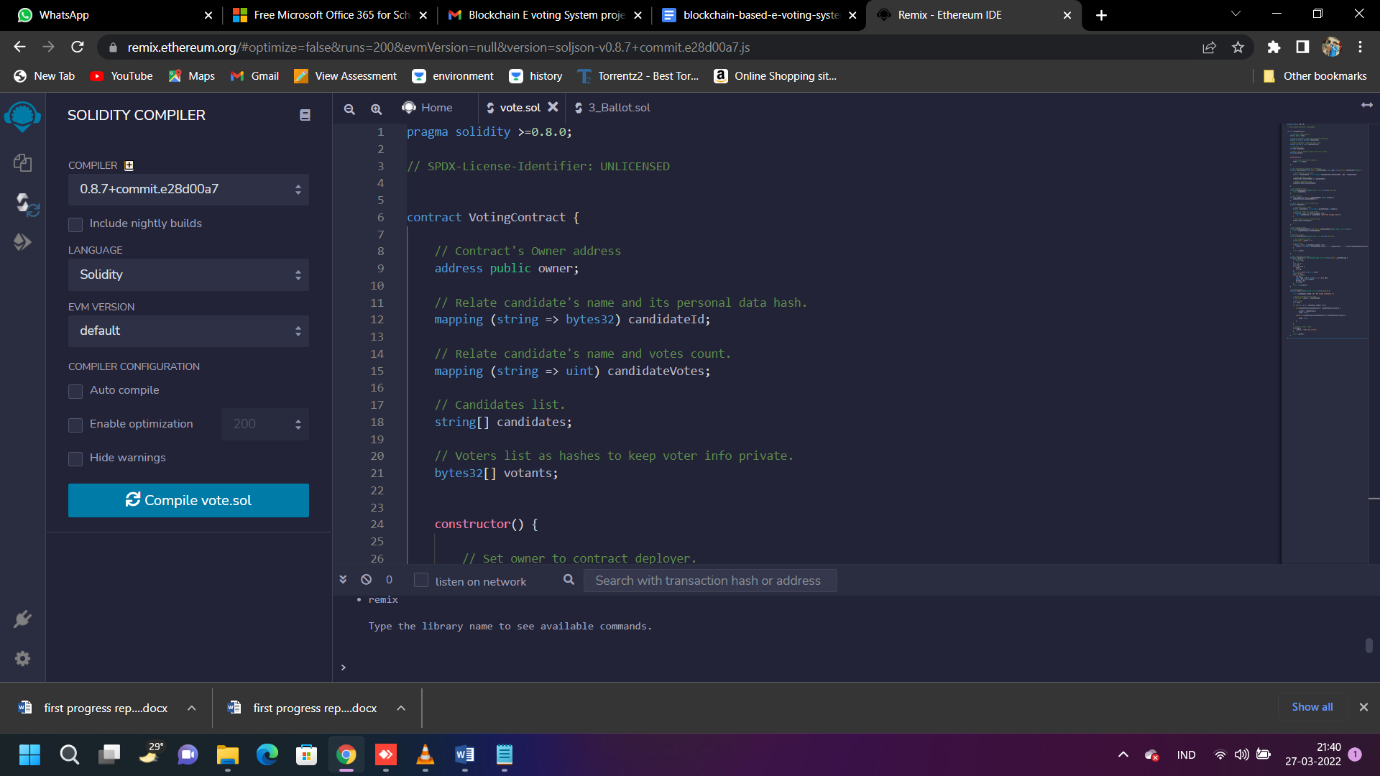 WhatsApp
Free Microsoft Office 365 for Sch
Blockchain E voting System proje
blockchain-based-e-voting-syste
Remix - Ethereum IDE
remix.ethereum.org/#optimize=false&runs=200&evmVersion=null&version=soljson-v0.8.7+commit.e28d00a7.js
New Tab
YouTube
Maps
Gmail
View Assessment
environment
history
Torrentz2 - Best Tor...
Online Shopping sit...
Other bookmarks
SOLIDITY COMPILER
COMPILER
0.8.7+commit.e28d00a7
Include nightly builds
LANGUAGE
Solidity
EVM VERSION
default
COMPILER CONFIGURATION
Auto compile
Enable optimization
200
Hide warnings
Compile vote.sol
Home
vote.sol
3_Ballot.sol
1 pragma solidity >=0.8.0;
2
3 // SPDX-License-Identifier: UNLICENSED
4
5
6 contract VotingContract {
7
8 // Contract's Owner address
9 address public owner;
10
11 // Relate candidate's name and its personal data hash.
12 mapping (string => bytes32) candidateId;
13
14 // Relate candidate's name and votes count.
15 mapping (string => uint) candidateVotes;
16
17 // Candidates list.
18 string[] candidates;
19
20 // Voters list as hashes to keep voter info private.
21 bytes32[] votants;
22
23
24 constructor() {
25
26 // Set owner to contract deployer.
0
listen on network
Search with transaction hash or address
• remix
Type the library name to see available commands.
>
first progress rep....docx
first progress rep....docx
Show all
29°
IND
21:40
27-03-2022
1